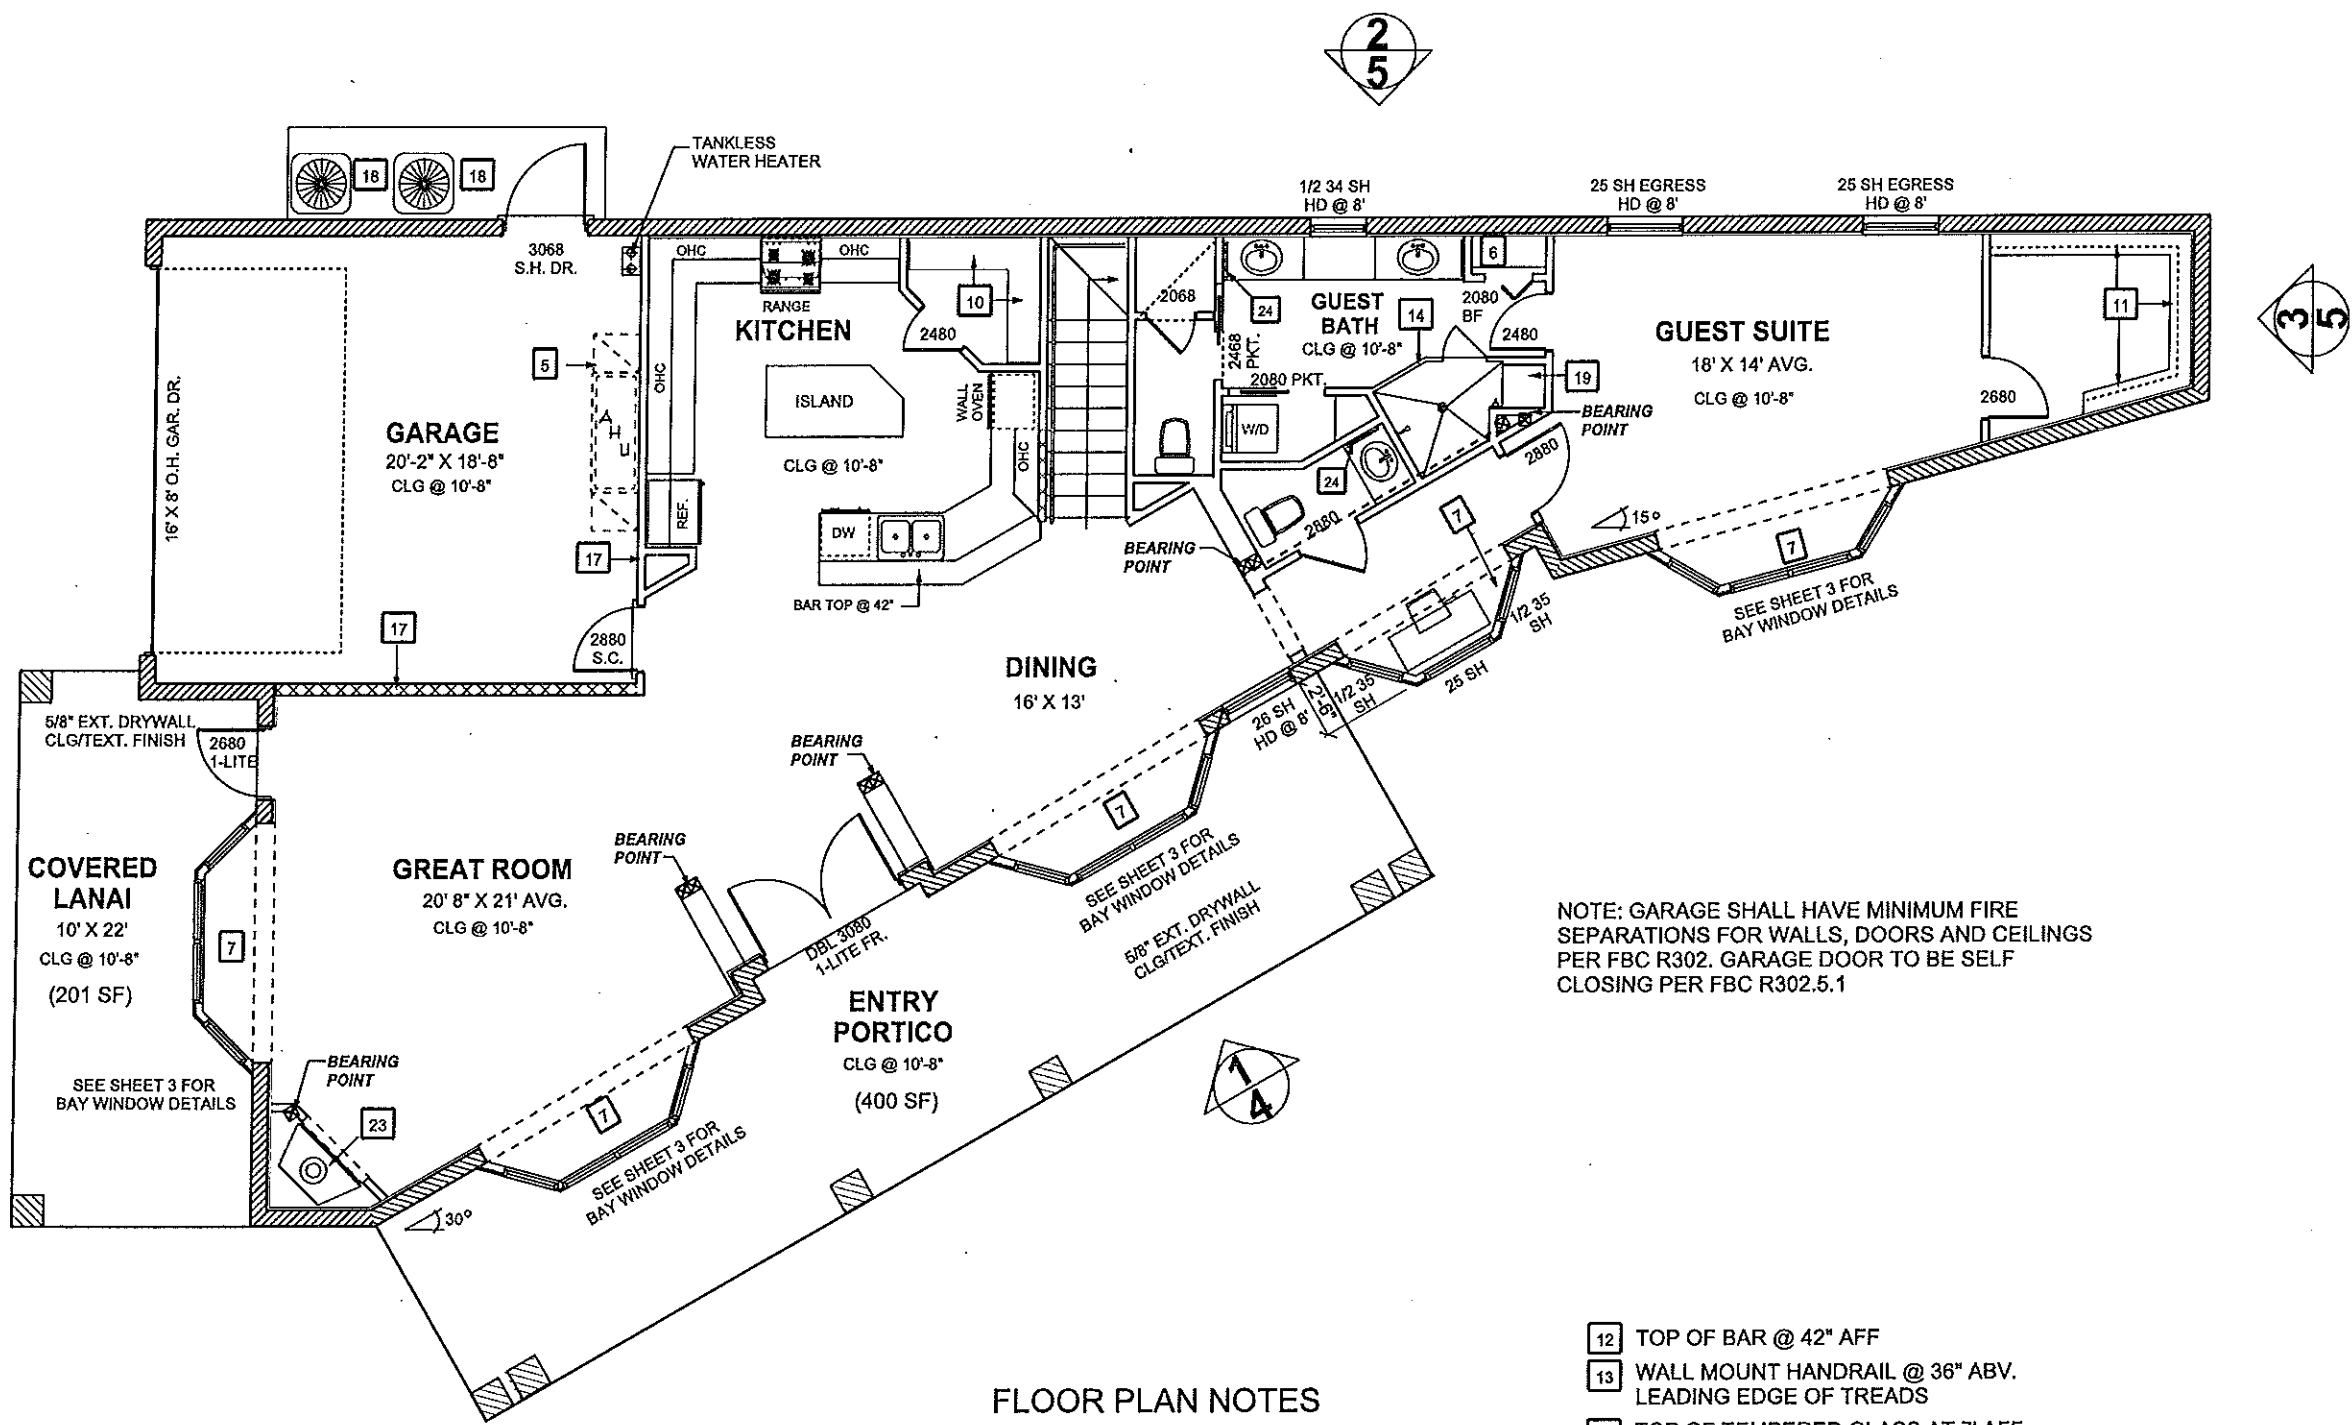 2
5
TANKLESS
WATER HEATER
18
18
1/2 34 SH
HD @ 8'
25 SH EGRESS
HD @ 8'
25 SH EGRESS
HD @ 8'
3068
S.H. DR.
OHC
OHC
RANGE
KITCHEN
10
2480
2068
24
2468
PKT.
GUEST
BATH
CLG @ 10'-8"
14
6
2080
BF
2480
GUEST SUITE
18' X 14' AVG.
CLG @ 10'-8"
11
3
5
5
OHC
ISLAND
WALL
OVEN
2080 PKT.
19
2680
16' X 8' O.H. GAR. DR.
GARAGE
20'-2" X 18'-8"
CLG @ 10'-8"
AHU
CLG @ 10'-8"
OHC
W/D
BEARING
POINT
2880
24
REF.
DW
17
BEARING
POINT
2880
7
15°
7
BAR TOP @ 42"
SEE SHEET 3 FOR
BAY WINDOW DETAILS
17
2880
S.C.
1/2 35
SH
DINING
16' X 13'
25 SH
1/2 35
SH
2'-6"
26 SH
HD @ 8'
5/8" EXT. DRYWALL
CLG/TEXT. FINISH
2680
1-LITE
BEARING
POINT
7
BEARING
POINT
SEE SHEET 3 FOR
BAY WINDOW DETAILS
COVERED
LANAI
10' X 22'
CLG @ 10'-8"
(201 SF)
7
GREAT ROOM
20' 8" X 21' AVG.
CLG @ 10'-8"
DBL 3080
1-LITE FR.
5/8" EXT. DRYWALL
CLG/TEXT. FINISH
NOTE: GARAGE SHALL HAVE MINIMUM FIRE
SEPARATIONS FOR WALLS, DOORS AND CEILINGS
PER FBC R302. GARAGE DOOR TO BE SELF
CLOSING PER FBC R302.5.1
ENTRY
PORTICO
CLG @ 10'-8"
(400 SF)
BEARING
POINT
SEE SHEET 3 FOR
BAY WINDOW DETAILS
23
7
1
4
SEE SHEET 3 FOR
BAY WINDOW DETAILS
30°
FLOOR PLAN NOTES
12 TOP OF BAR @ 42" AFF
13 WALL MOUNT HANDRAIL @ 36" ABV.
LEADING EDGE OF TREADS
TOP OF TEMPERED GLASS AT 7' AFF